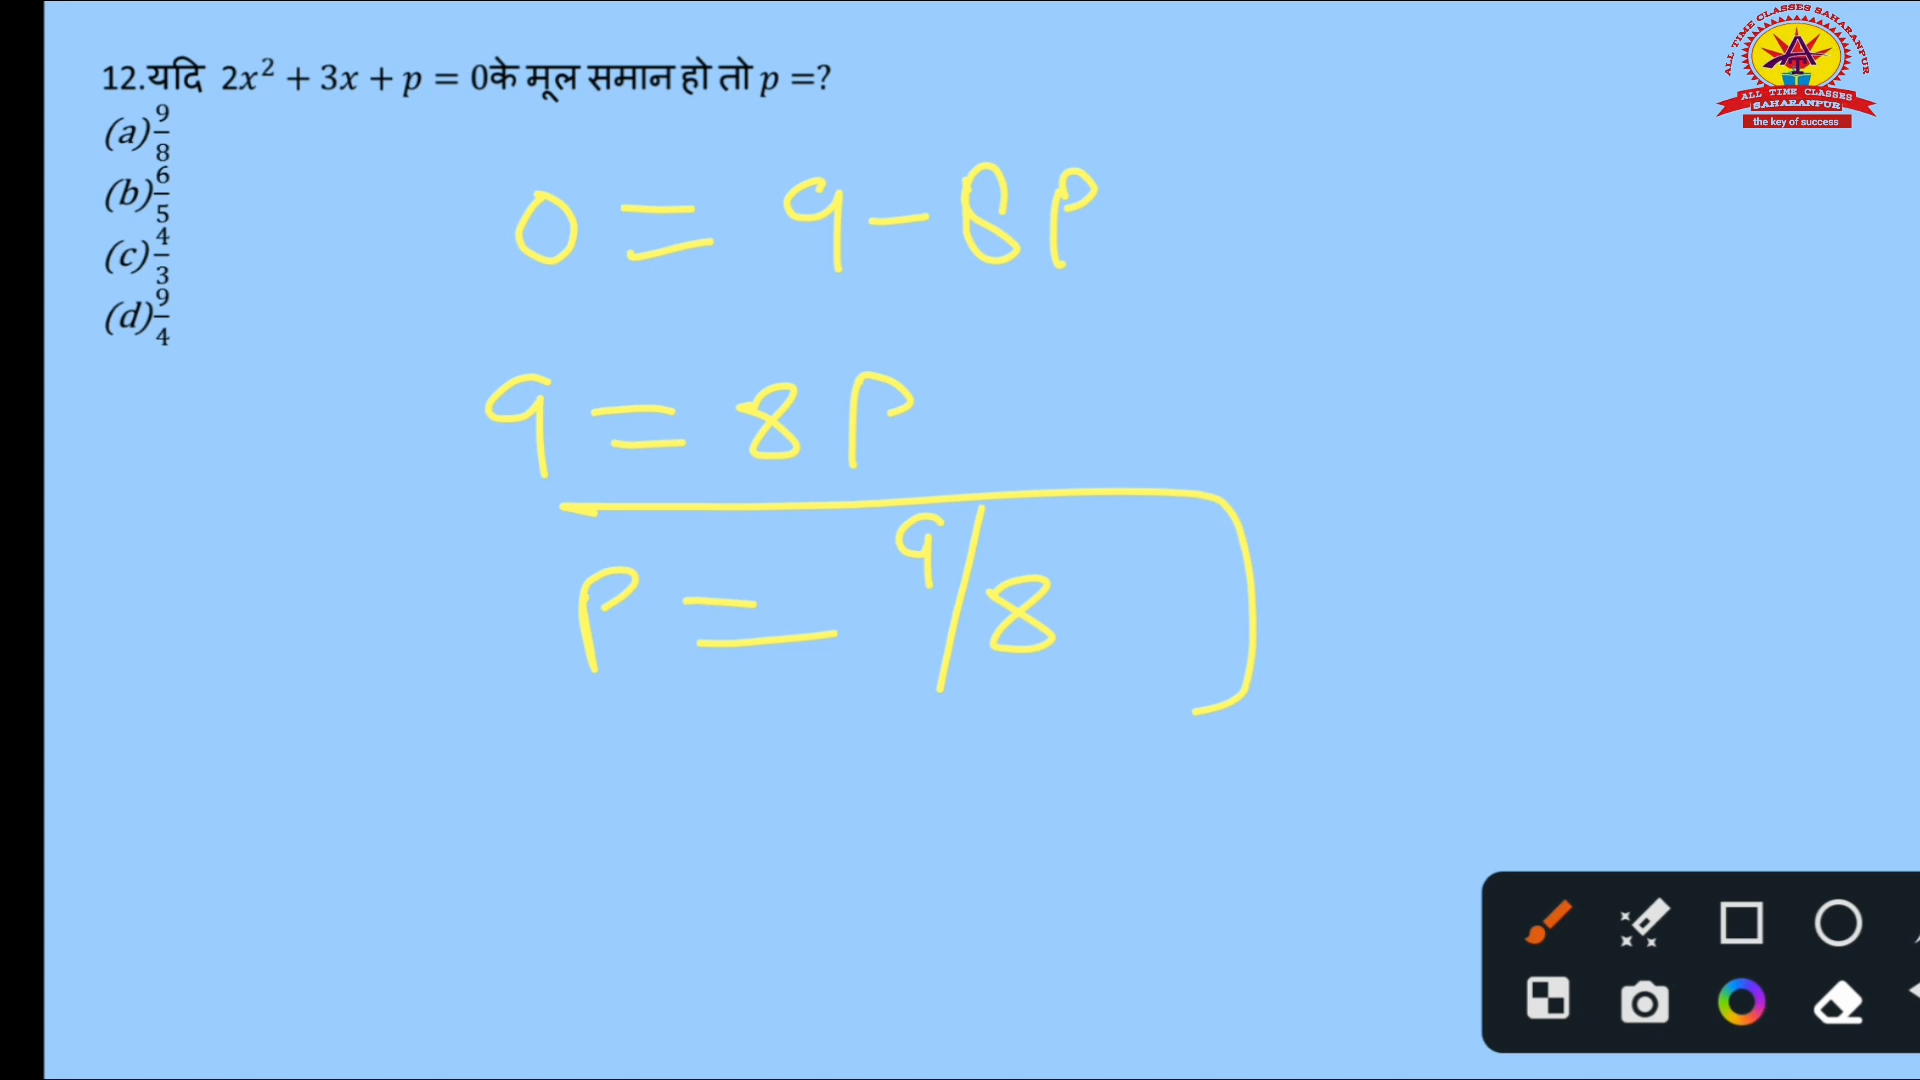 12.यदि 2x² + 3x + p = 0के मूल समान हो तो p =?
(a) 9/8
(b) 6/5
(c) 4/3
(d) 9/4
0 = 9 - 8P
9 = 8P
P = 9/8
ALL TIME CLASSES SAHARANPUR
AT
ALL TIME CLASSES
SAHARANPUR
the key of success